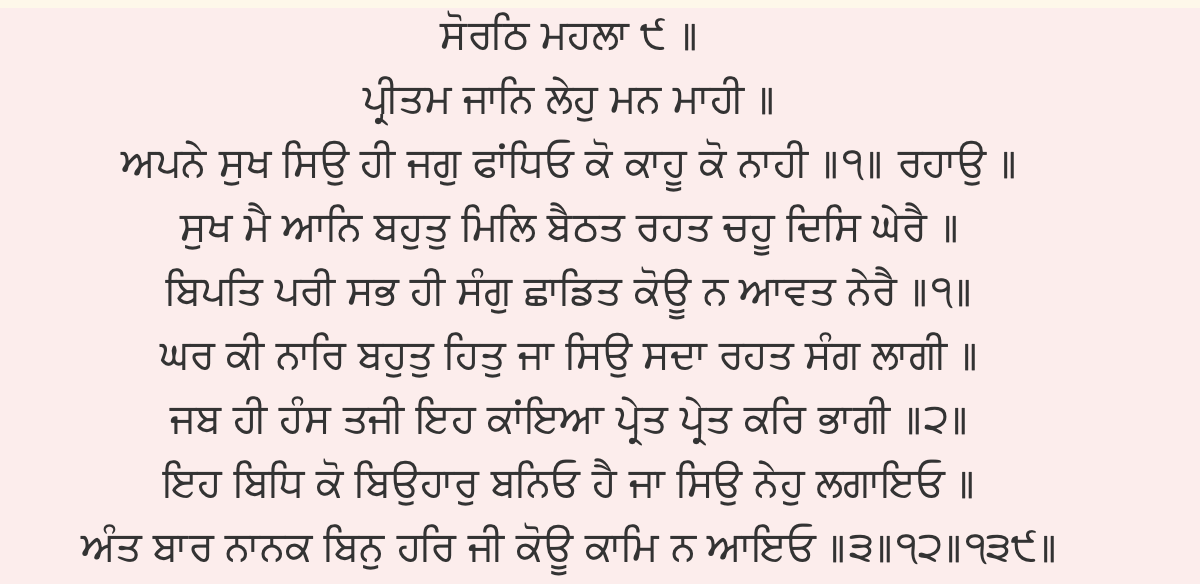 ਸੋਰਠਿ ਮਹਲਾ ੯ ॥
ਪ੍ਰੀਤਮ ਜਾਨਿ ਲੇਹੁ ਮਨ ਮਾਹੀ ॥
ਅਪਨੇ ਸੁਖ ਸਿਉ ਹੀ ਜਗੁ ਫਾਂਧਿਓ ਕੋ ਕਾਹੂ ਕੋ ਨਾਹੀ ॥੧॥ ਰਹਾਉ ॥
ਸੁਖ ਮੈ ਆਨਿ ਬਹੁਤੁ ਮਿਲਿ ਬੈਠਤ ਰਹਤ ਚਹੂ ਦਿਸਿ ਘੇਰੈ ॥
ਬਿਪਤਿ ਪਰੀ ਸਭ ਹੀ ਸੰਗੁ ਛਾਡਿਤ ਕੋਊ ਨ ਆਵਤ ਨੇਰੈ ॥੧॥
ਘਰ ਕੀ ਨਾਰਿ ਬਹੁਤੁ ਹਿਤੁ ਜਾ ਸਿਉ ਸਦਾ ਰਹਤ ਸੰਗ ਲਾਗੀ ॥
ਜਬ ਹੀ ਹੰਸ ਤਜੀ ਇਹ ਕਾਂਇਆ ਪ੍ਰੇਤ ਪ੍ਰੇਤ ਕਰਿ ਭਾਗੀ ॥੨॥
ਇਹ ਬਿਧਿ ਕੋ ਬਿਉਹਾਰੁ ਬਨਿਓ ਹੈ ਜਾ ਸਿਉ ਨੇਹੁ ਲਗਾਇਓ ॥
ਅੰਤ ਬਾਰ ਨਾਨਕ ਬਿਨੁ ਹਰਿ ਜੀ ਕੋਊ ਕਾਮਿ ਨ ਆਇਓ ॥੩॥੧੨॥੧੩੯॥